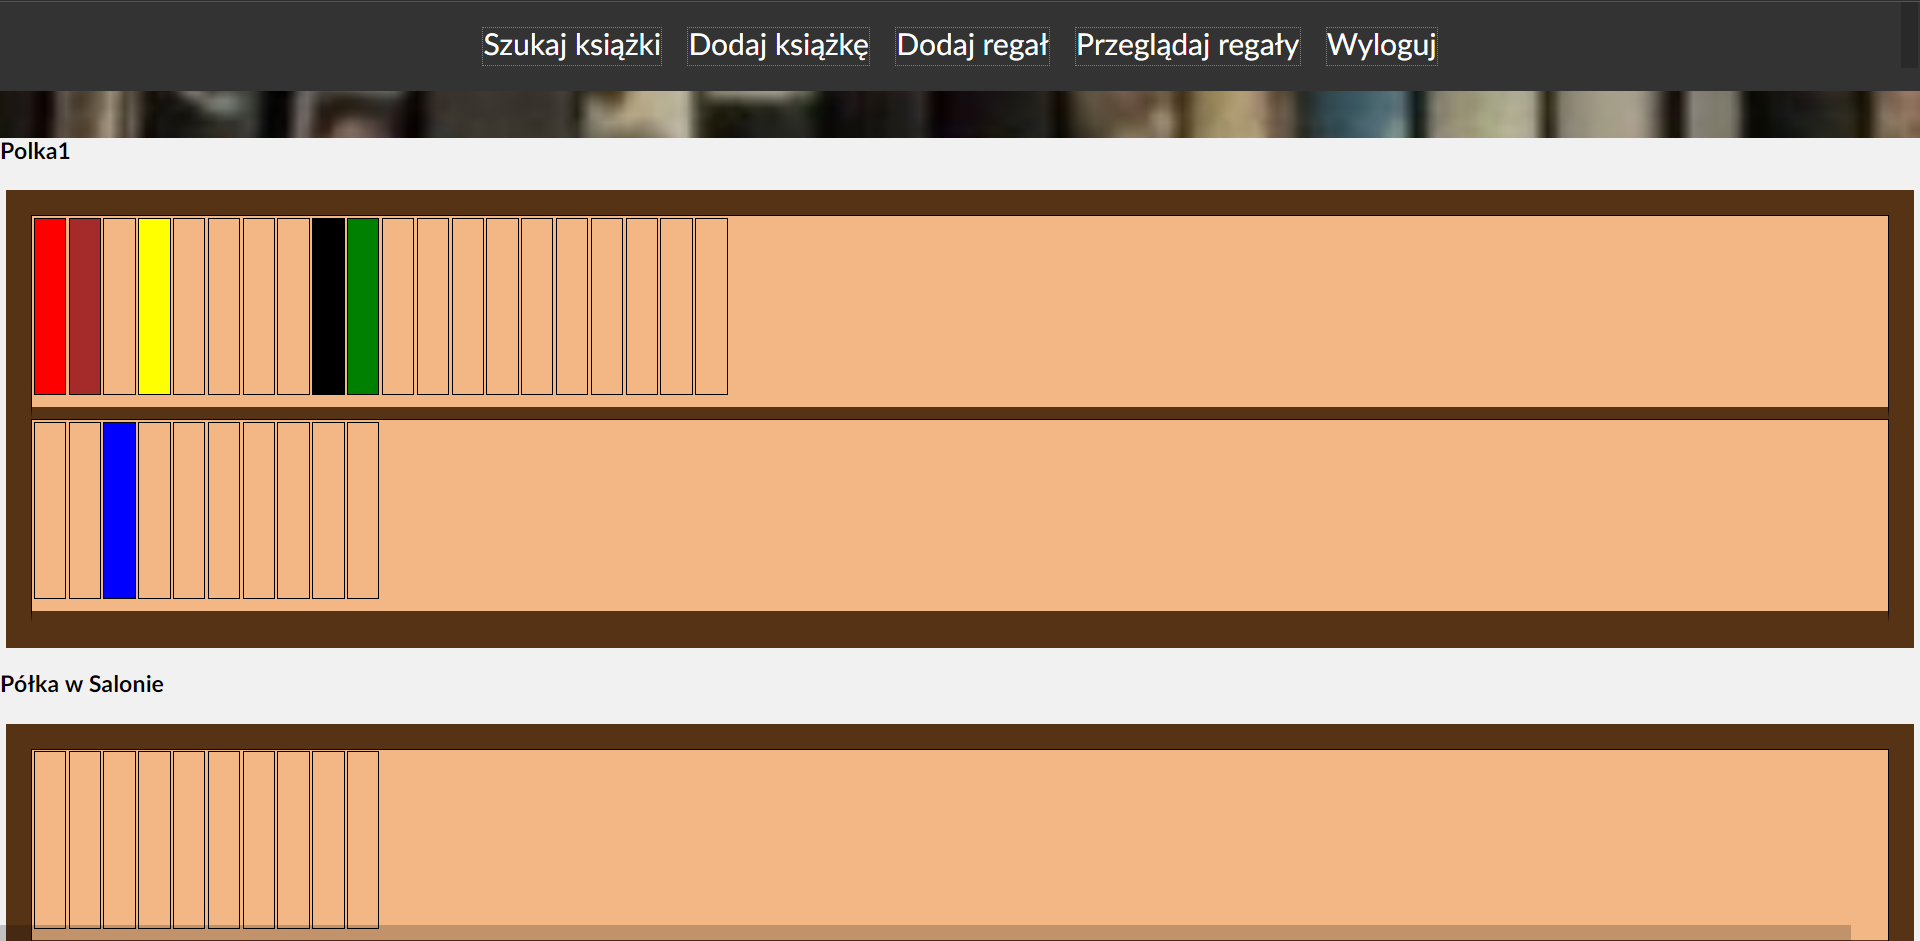 Szukaj książki Dodaj książkę Dodaj regał Przeglądaj regały Wyloguj
Polka1
Półka w Salonie